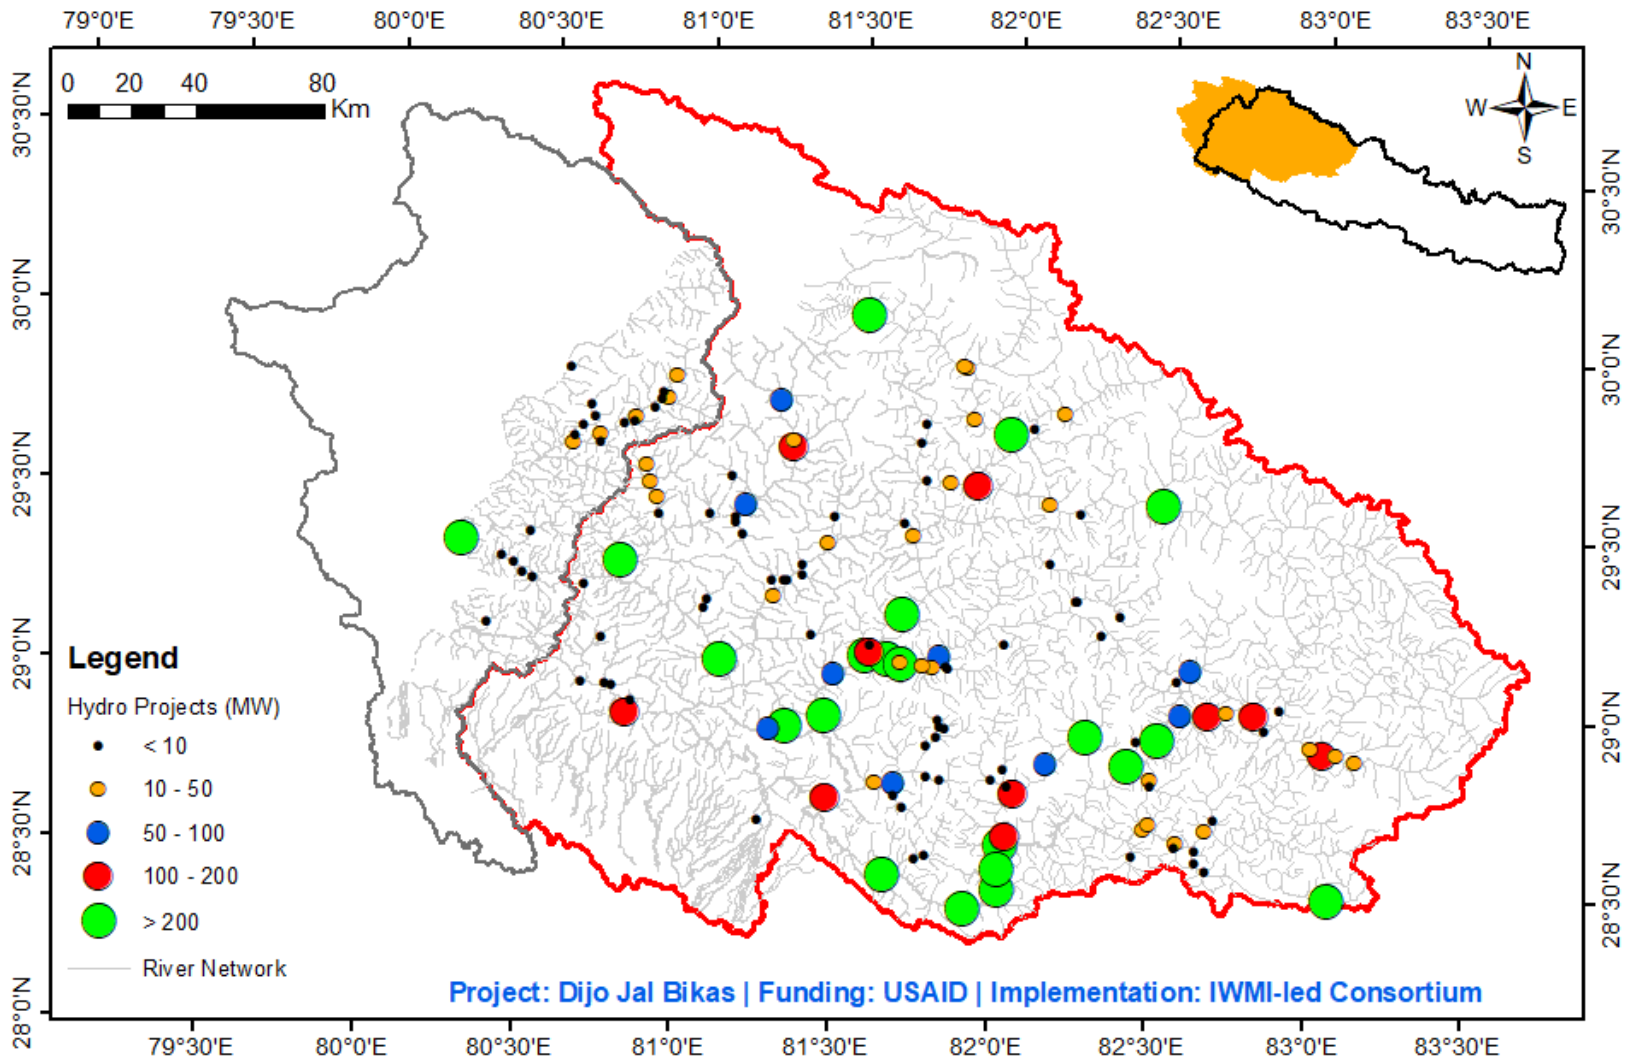 79°0'E 79°30'E 80°0'E 80°30'E 81°0'E 81°30'E 82°0'E 82°30'E 83°0'E 83°30'E
0 20 40 80
Km
N
W E
S
30°30'N
30°0'N
29°30'N
29°0'N
28°30'N
28°0'N
30°30'N
30°0'N
29°30'N
29°0'N
28°30'N
28°0'N
Legend
Hydro Projects (MW)
< 10
10 - 50
50 - 100
100 - 200
> 200
River Network
Project: Dijo Jal Bikas | Funding: USAID | Implementation: IWMI-led Consortium
79°30'E 80°0'E 80°30'E 81°0'E 81°30'E 82°0'E 82°30'E 83°0'E 83°30'E